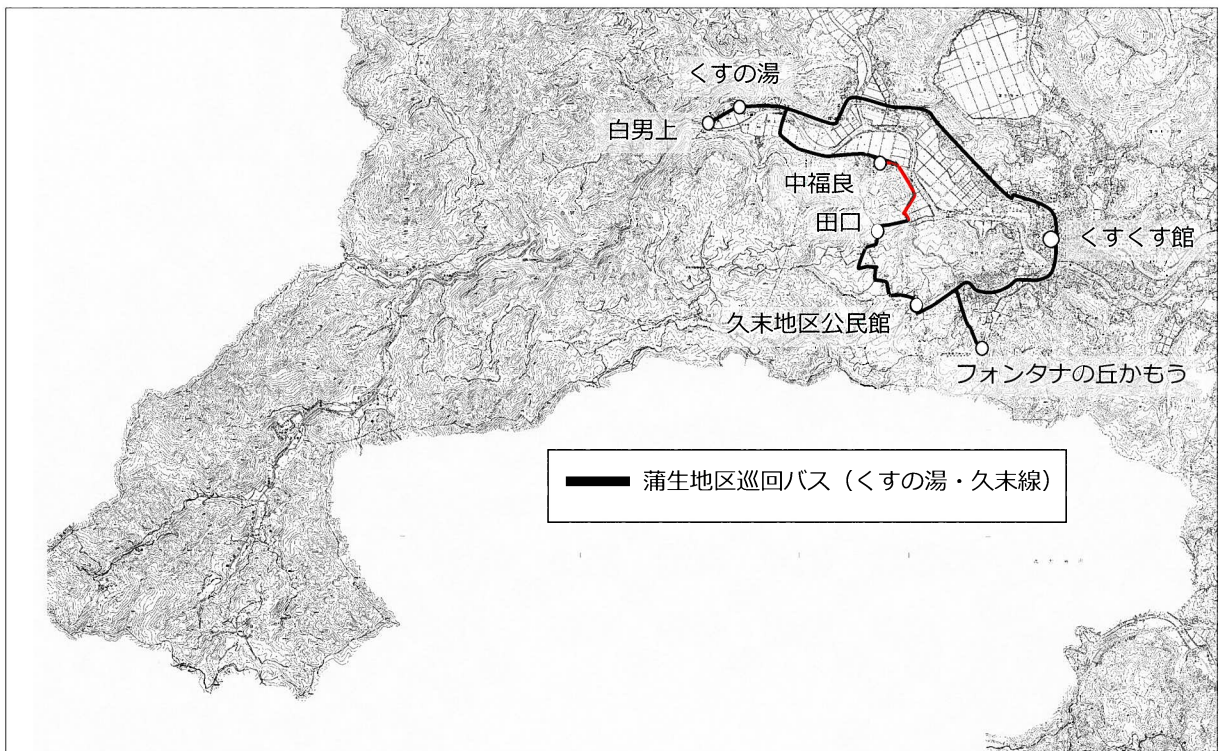 くすの湯
白男上
中福良
田口
くすくす館
久末地区公民館
フォンタナの丘かもう
蒲生地区巡回バス（くすの湯・久末線）